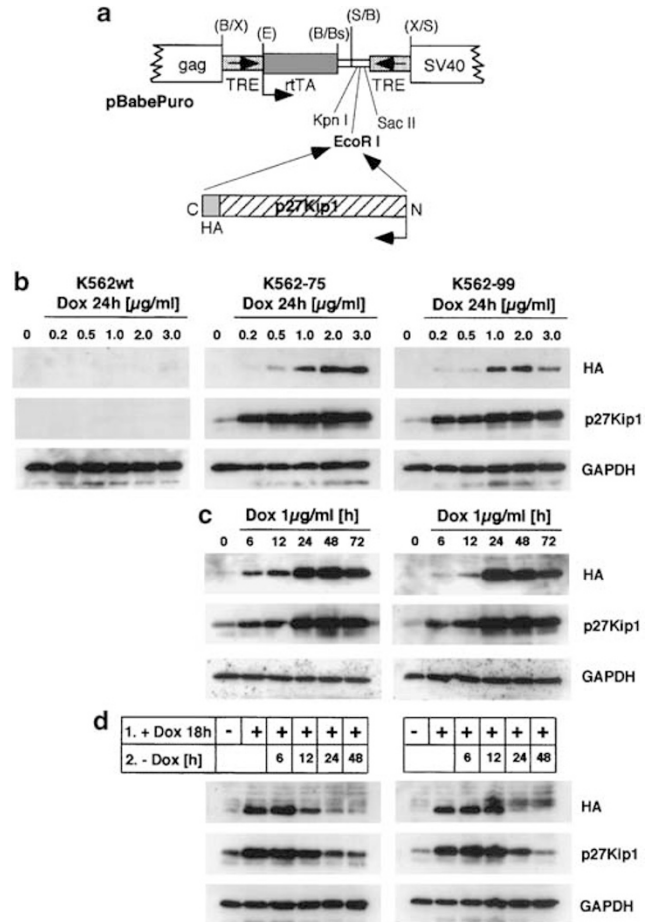 a
(S/B)
(B/X) (E) (B/Bs) (X/S)
gag SV40
TRE rtTA TRE
pBabePuro
Kpn I Sac II
EcoR I
C p27Kip1 N
HA
b
K562wt K562-75 K562-99
Dox 24h [µg/ml] Dox 24h [µg/ml] Dox 24h [µg/ml]
0 0.2 0.5 1.0 2.0 3.0 0 0.2 0.5 1.0 2.0 3.0 0 0.2 0.5 1.0 2.0 3.0
HA
p27Kip1
GAPDH
c
Dox 1µg/ml [h] Dox 1µg/ml [h]
0 6 12 24 48 72 0 6 12 24 48 72
HA
p27Kip1
GAPDH
d
1. + Dox 18h - + + + + + - + + + + +
2. - Dox [h] 6 12 24 48 6 12 24 48
HA
p27Kip1
GAPDH